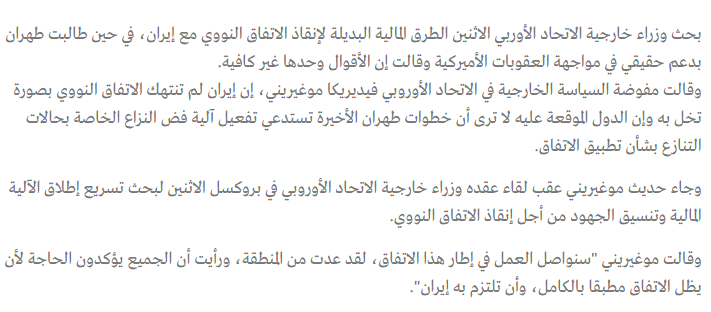 بحث وزراء خارجية الاتحاد الأوربي الاثنين الطرق المالية البديلة لإنقاذ الاتفاق النووي مع إيران، في حين طالبت طهران
بدعم حقيقي في مواجهة العقوبات الأميركية وقالت إن الأقوال وحدها غير كافية.
وقالت مفوضة السياسة الخارجية في الاتحاد الأوروبي فيديريكا موغيريني، إن إيران لم تنتهك الاتفاق النووي بصورة
تخل به وإن الدول الموقعة عليه لا ترى أن خطوات طهران الأخيرة تستدعي تفعيل آلية فض النزاع الخاصة بحالات
التنازع بشأن تطبيق الاتفاق.
وجاء حديث موغيريني عقب لقاء عقده وزراء خارجية الاتحاد الأوروبي في بروكسل الاثنين لبحث تسريع إطلاق الآلية
المالية وتنسيق الجهود من أجل إنقاذ الاتفاق النووي.
وقالت موغيريني "سنواصل العمل في إطار هذا الاتفاق، لقد عدت من المنطقة، ورأيت أن الجميع يؤكدون الحاجة لأن
يظل الاتفاق مطبقا بالكامل، وأن تلتزم به إيران".